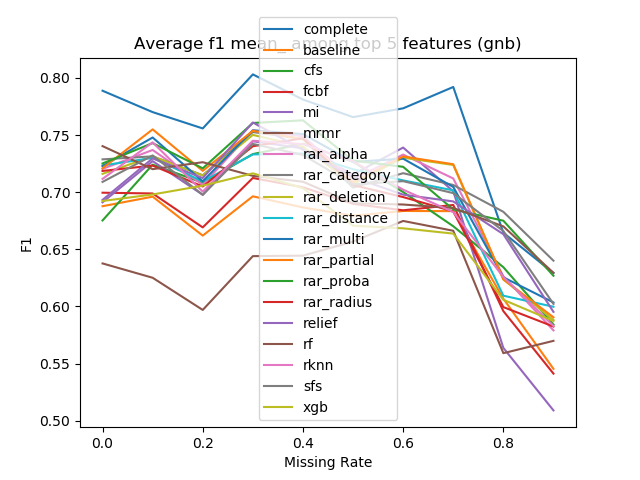 Average f1 mean_ among top 5 features (gnb)
complete
baseline
cfs
fcbf
mi
mrmr
rar_alpha
rar_category
rar_deletion
rar_distance
rar_multi
rar_partial
rar_proba
rar_radius
relief
rf
rknn
sfs
xgb
F1
0.80
0.75
0.70
0.65
0.60
0.55
0.50
0.0 0.2 0.4 0.6 0.8
Missing Rate